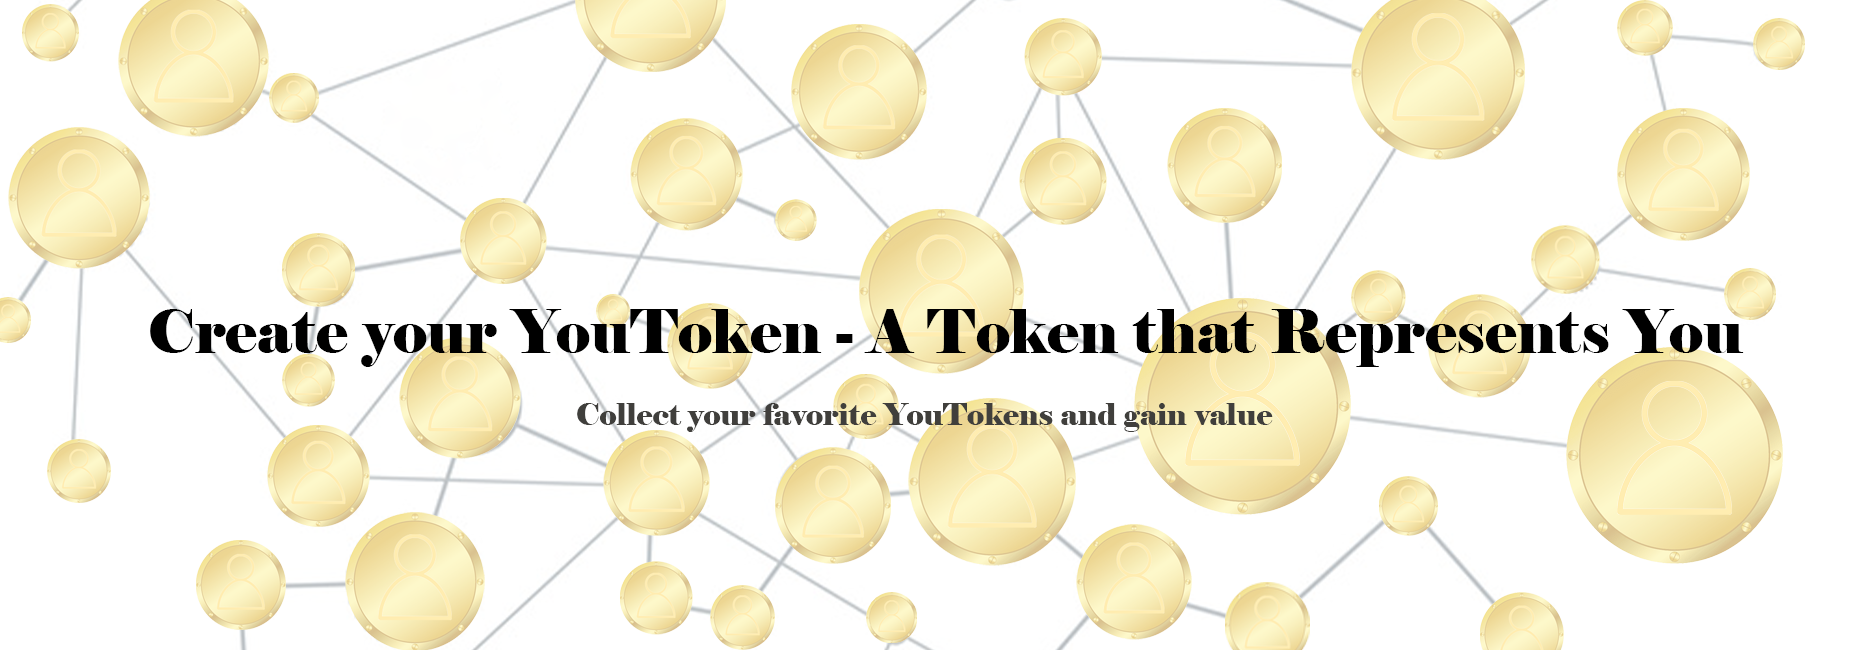 Create your YouToken - A Token that Represents You
Collect your favorite YouTokens and gain value